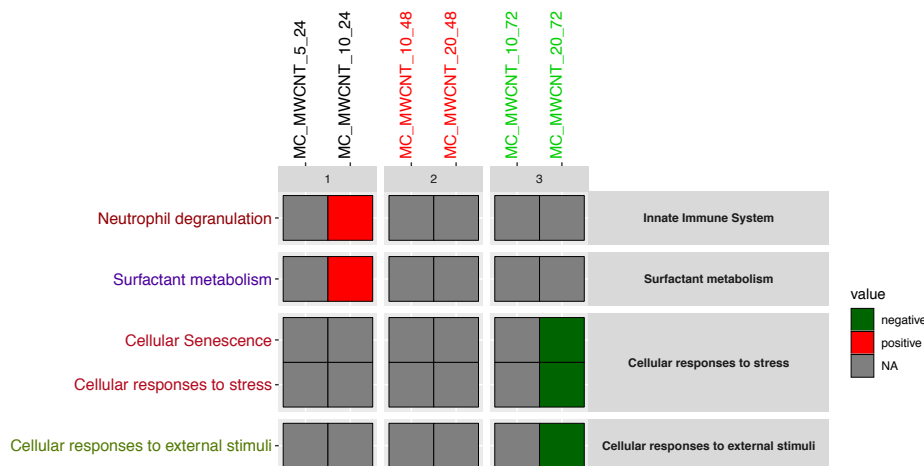 MC_MWCNT_5_24
MC_MWCNT_10_24
MC_MWCNT_10_48
MC_MWCNT_20_48
MC_MWCNT_10_72
MC_MWCNT_20_72
1
2
3
Neutrophil degranulation
Innate Immune System
Surfactant metabolism
Surfactant metabolism
Cellular Senescence
Cellular responses to stress
Cellular responses to stress
Cellular responses to external stimuli
Cellular responses to external stimuli
value
negative
positive
NA